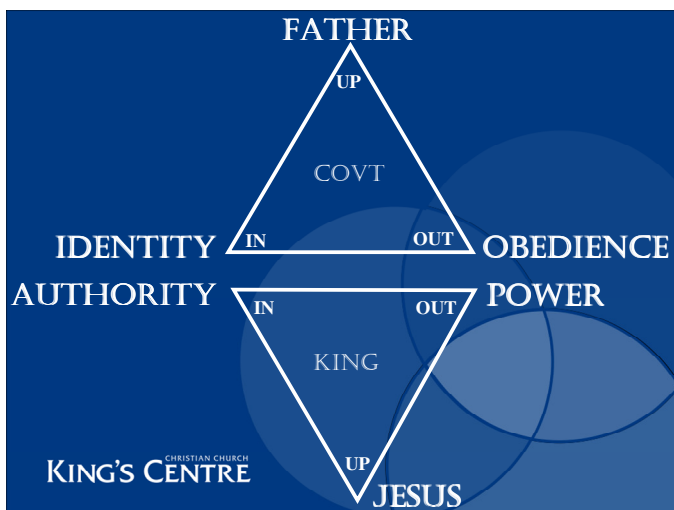 FATHER
UP
COVT
IDENTITY IN OUT OBEDIENCE
AUTHORITY IN OUT POWER
KING
UP
JESUS
CHRISTIAN CHURCH
KING'S CENTRE